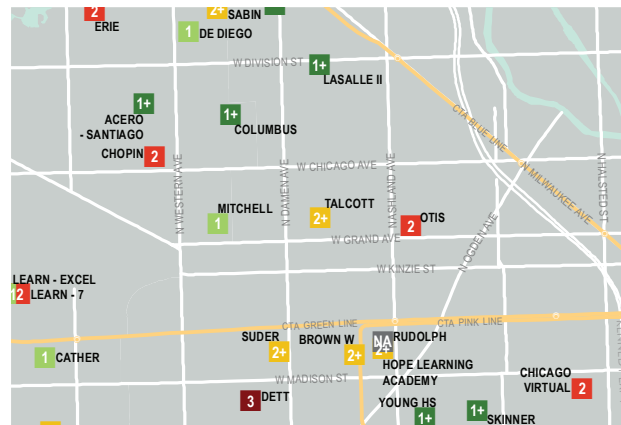 2
ERIE
2+
SABIN
1
DE DIEGO
W DIVISION ST
1+
LASALLE II
1+
ACERO
- SANTIAGO
1+
COLUMBUS
CTA BLUE LINE
CHOPIN
2
W CHICAGO AVE
N WESTERN AVE
N DAMEN AVE
N ASHLAND AVE
N MILWAUKEE AVE
N HALSTED ST
MITCHELL
1
TALCOTT
2+
2
OTIS
N OGDEN AVE
W GRAND AVE
W KINZIE ST
LEARN - EXCEL
2
LEARN - 7
CTA GREEN LINE
CTA PINK LINE
SUDER
2+
BROWN W
2+
NA
RUDOLPH
2+
1
CATHER
HOPE LEARNING
ACADEMY
W MADISON ST
CHICAGO
VIRTUAL
2
3
DETT
YOUNG HS
1+
1+
SKINNER